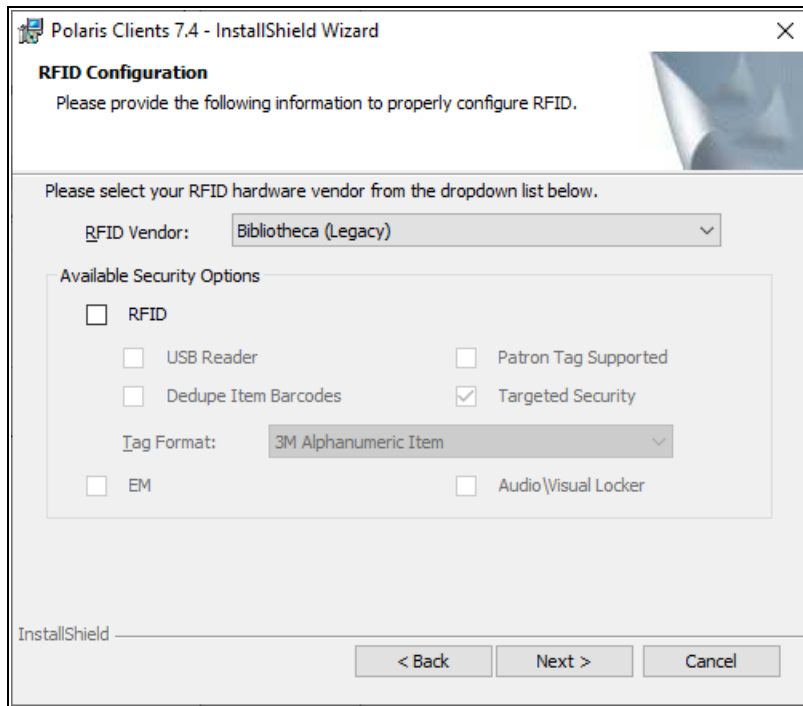 Polaris Clients 7.4 - InstallShield Wizard
RFID Configuration
Please provide the following information to properly configure RFID.
Please select your RFID hardware vendor from the dropdown list below.
RFID Vendor: Bibliotheca (Legacy)
Available Security Options
RFID
USB Reader Patron Tag Supported
Dedupe Item Barcodes Targeted Security
Tag Format: 3M Alphanumeric Item
EM Audio\Visual Locker
InstallShield
< Back Next > Cancel